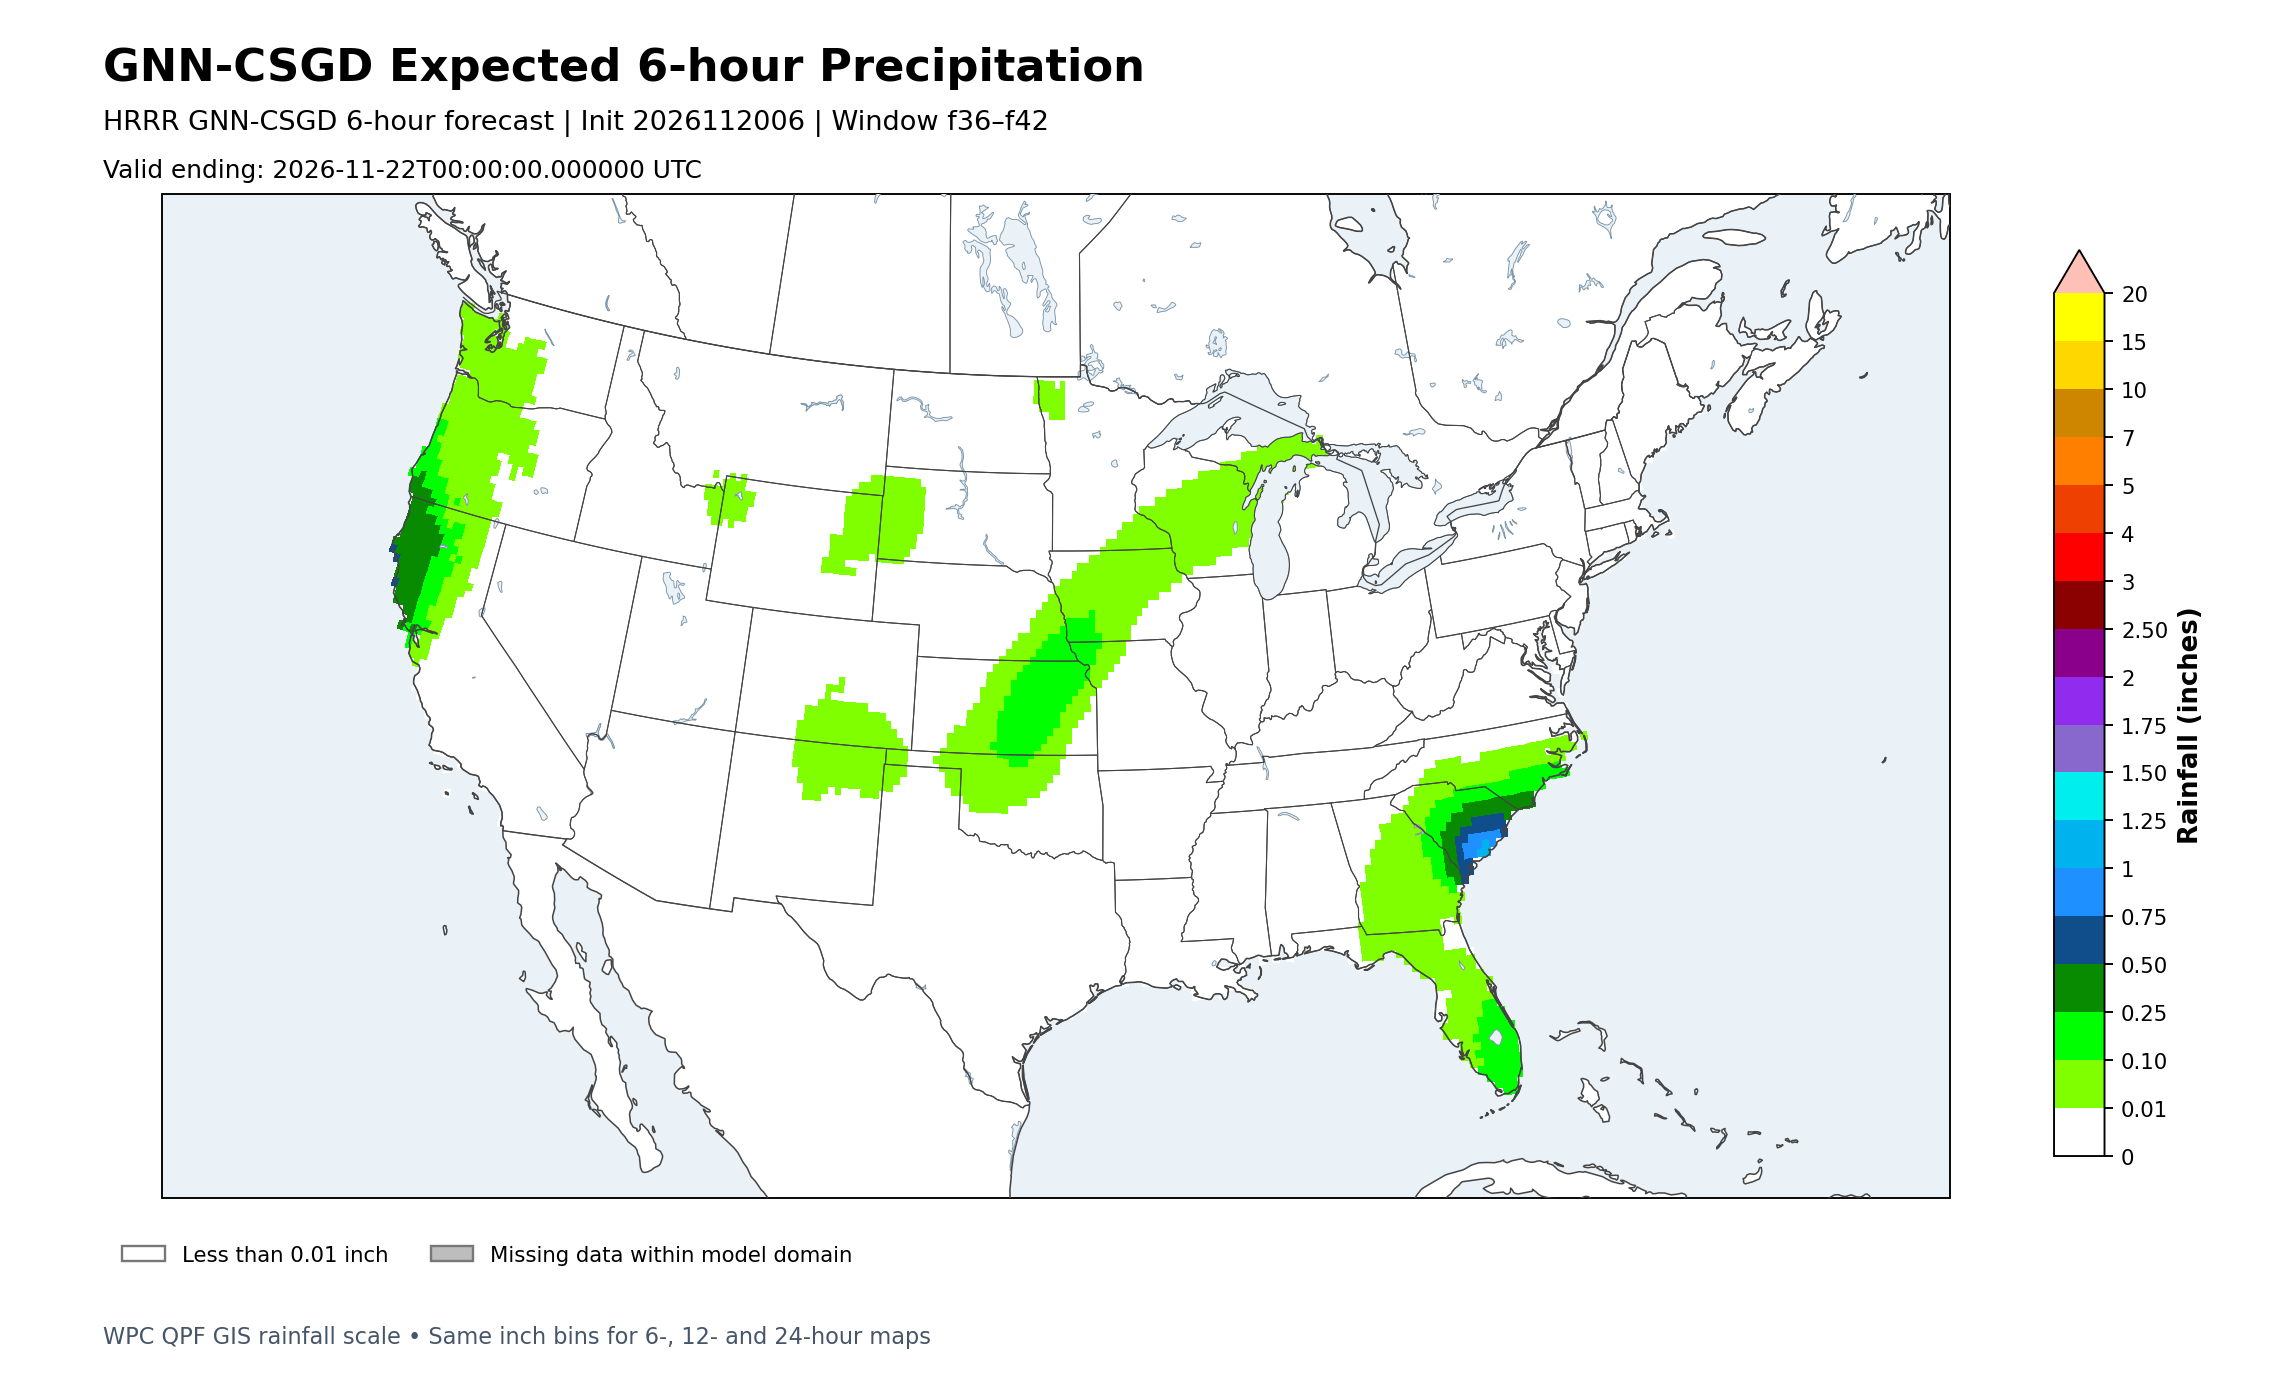 GNN-CSGD Expected 6-hour Precipitation
HRRR GNN-CSGD 6-hour forecast | Init 2026112006 | Window f36–f42
Valid ending: 2026-11-22T00:00:00.000000 UTC
20
15
10
7
5
4
3
2.50
2
1.75
1.50
1.25
1
0.75
0.50
0.25
0.10
0.01
0
Rainfall (inches)
Less than 0.01 inch
Missing data within model domain
WPC QPF GIS rainfall scale • Same inch bins for 6-, 12- and 24-hour maps